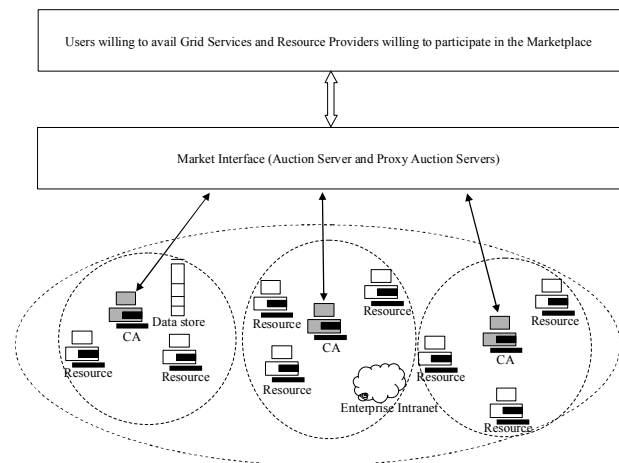 Users willing to avail Grid Services and Resource Providers willing to participate in the Marketplace
Market Interface (Auction Server and Proxy Auction Servers)
Data store
CA
Resource
Resource
Resource
Resource
CA
Resource
Enterprise Intranet
Resource
CA
Resource
Resource